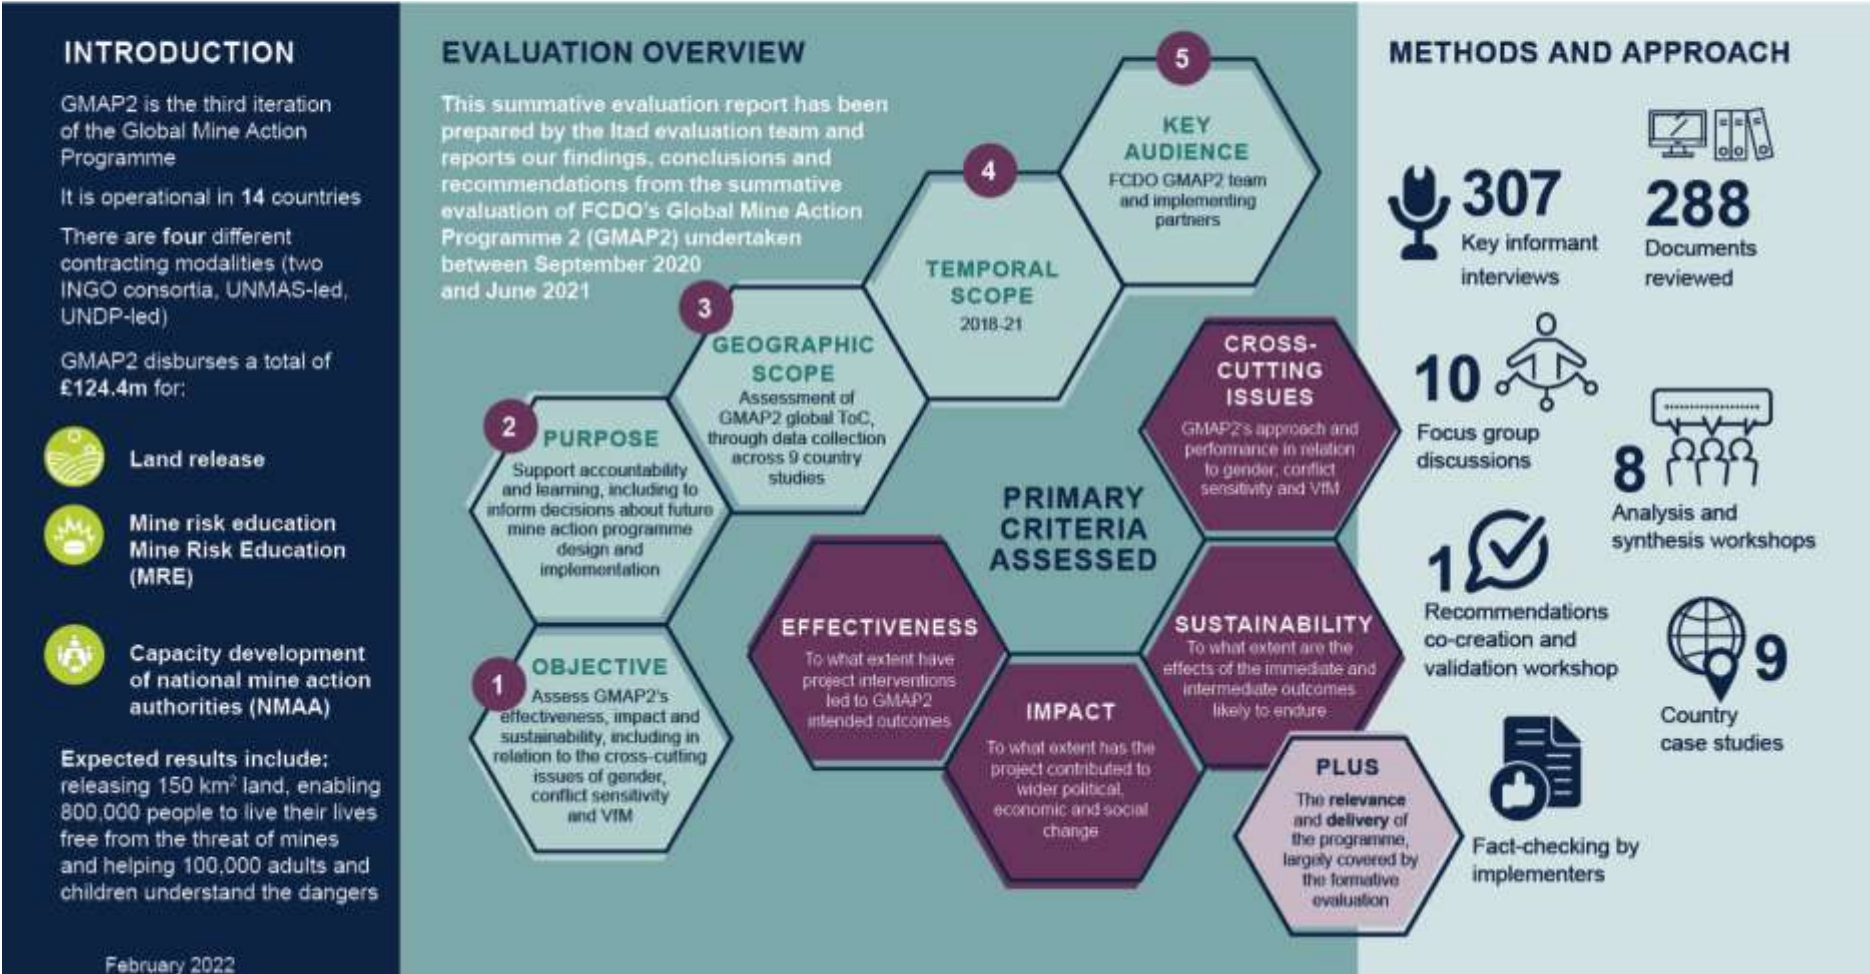 INTRODUCTION
GMAP2 is the third iteration
of the Global Mine Action
Programme
It is operational in 14 countries
There are four different
contracting modalities (two
INGO consortia, UNMAS-led,
UNDP-led)
GMAP2 disburses a total of
£124.4m for:
Land release
Mine risk education
Mine Risk Education
(MRE)
Capacity development
of national mine action
authorities (NMAA)
Expected results include:
releasing 150 km² land, enabling
800,000 people to live their lives
free from the threat of mines
and helping 100,000 adults and
children understand the dangers
February 2022
EVALUATION OVERVIEW
This summative evaluation report has been
prepared by the Itad evaluation team and
reports our findings, conclusions and
recommendations from the summative
evaluation of FCDO's Global Mine Action
Programme 2 (GMAP2) undertaken
between September 2020
and June 2021
1
OBJECTIVE
Assess GMAP2's
effectiveness, impact and
sustainability, including in
relation to the cross-cutting
issues of gender,
conflict sensitivity
and VfM
2
PURPOSE
Support accountability
and learning, including to
inform decisions about future
mine action programme
design and
implementation
3
GEOGRAPHIC
SCOPE
Assessment of
GMAP2 global ToC,
through data collection
across 9 country
studies
4
TEMPORAL
SCOPE
2018-21
5
KEY
AUDIENCE
FCDO GMAP2 team
and implementing
partners
PRIMARY
CRITERIA
ASSESSED
EFFECTIVENESS
To what extent have
project interventions
led to GMAP2
intended outcomes
IMPACT
To what extent has the
project contributed to
wider political,
economic and social
change
SUSTAINABILITY
To what extent are the
effects of the immediate and
intermediate outcomes
likely to endure
CROSS-
CUTTING
ISSUES
GMAP2's approach and
performance in relation
to gender, conflict
sensitivity and VfM
PLUS
The relevance
and delivery of
the programme,
largely covered by
the formative
evaluation
METHODS AND APPROACH
307
Key informant
interviews
288
Documents
reviewed
10
Focus group
discussions
8
Analysis and
synthesis workshops
1
Recommendations
co-creation and
validation workshop
9
Country
case studies
Fact-checking by
implementers